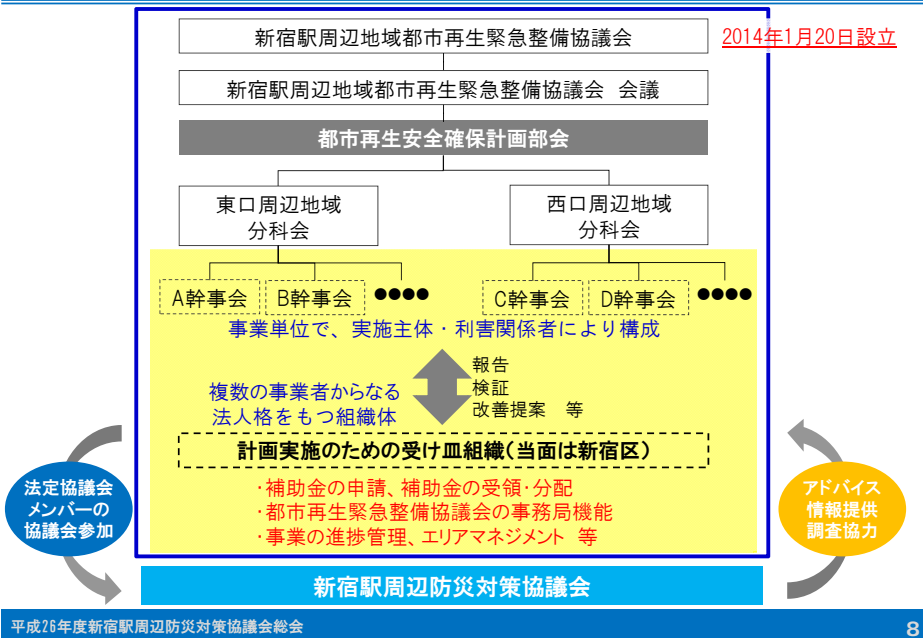 新宿駅周辺地域都市再生緊急整備協議会
2014年1月20日設立
新宿駅周辺地域都市再生緊急整備協議会 会議
都市再生安全確保計画部会
東口周辺地域
分科会
西口周辺地域
分科会
A幹事会
B幹事会
●●●●
C幹事会
D幹事会
●●●●
事業単位で、実施主体・利害関係者により構成
報告
検証
改善提案 等
複数の事業者からなる
法人格をもつ組織体
計画実施のための受け皿組織(当面は新宿区)
・補助金の申請、補助金の受領・分配
・都市再生緊急整備協議会の事務局機能
・事業の進捗管理、エリアマネジメント 等
法定協議会
メンバーの
協議会参加
アドバイス
情報提供
調査協力
新宿駅周辺防災対策協議会
平成26年度新宿駅周辺防災対策協議会総会
8